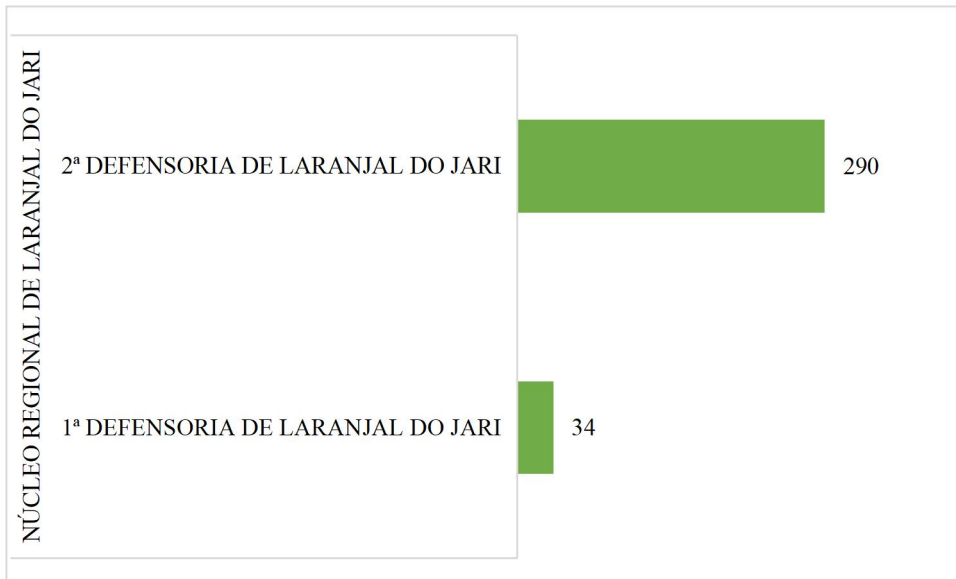 NÚCLEO REGIONAL DE LARANJAL DO JARI
2ª DEFENSORIA DE LARANJAL DO JARI
290
1ª DEFENSORIA DE LARANJAL DO JARI
34